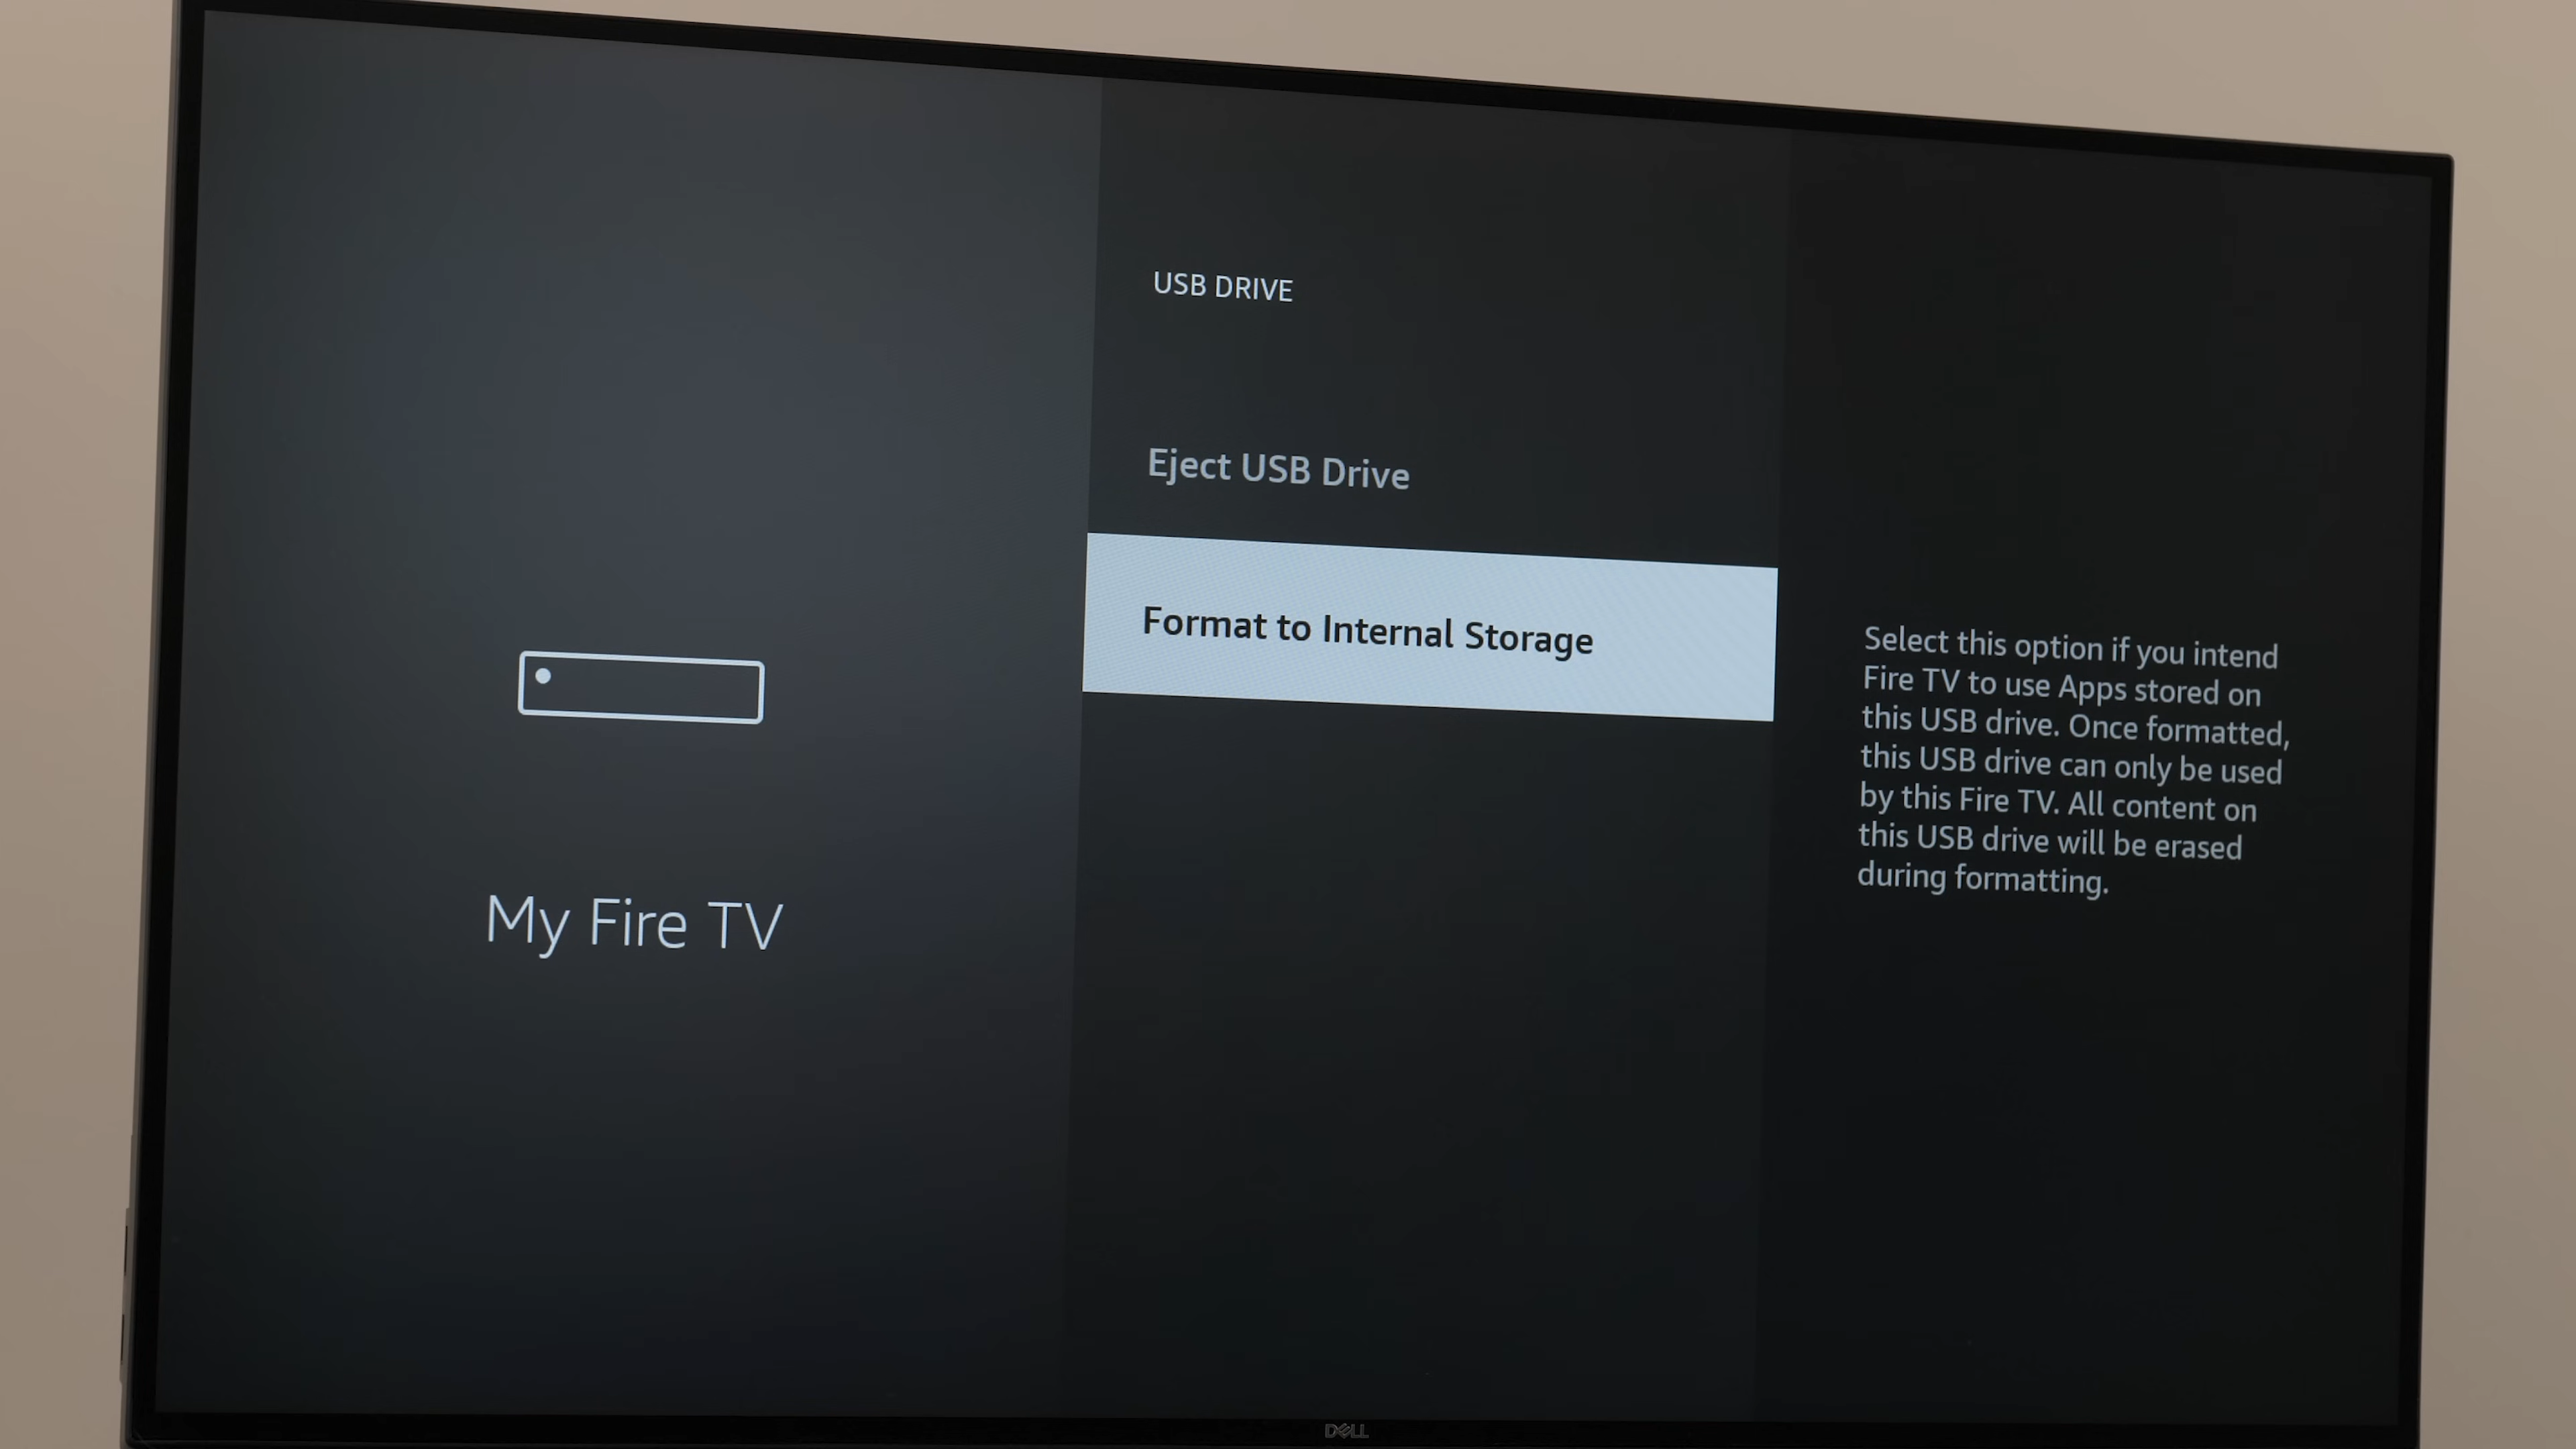 USB DRIVE
Eject USB Drive
Format to Internal Storage
My Fire TV
Select this option if you intend
Fire TV to use Apps stored on
this USB drive. Once formatted,
this USB drive can only be used
by this Fire TV. All content on
this USB drive will be erased
during formatting.
DELL